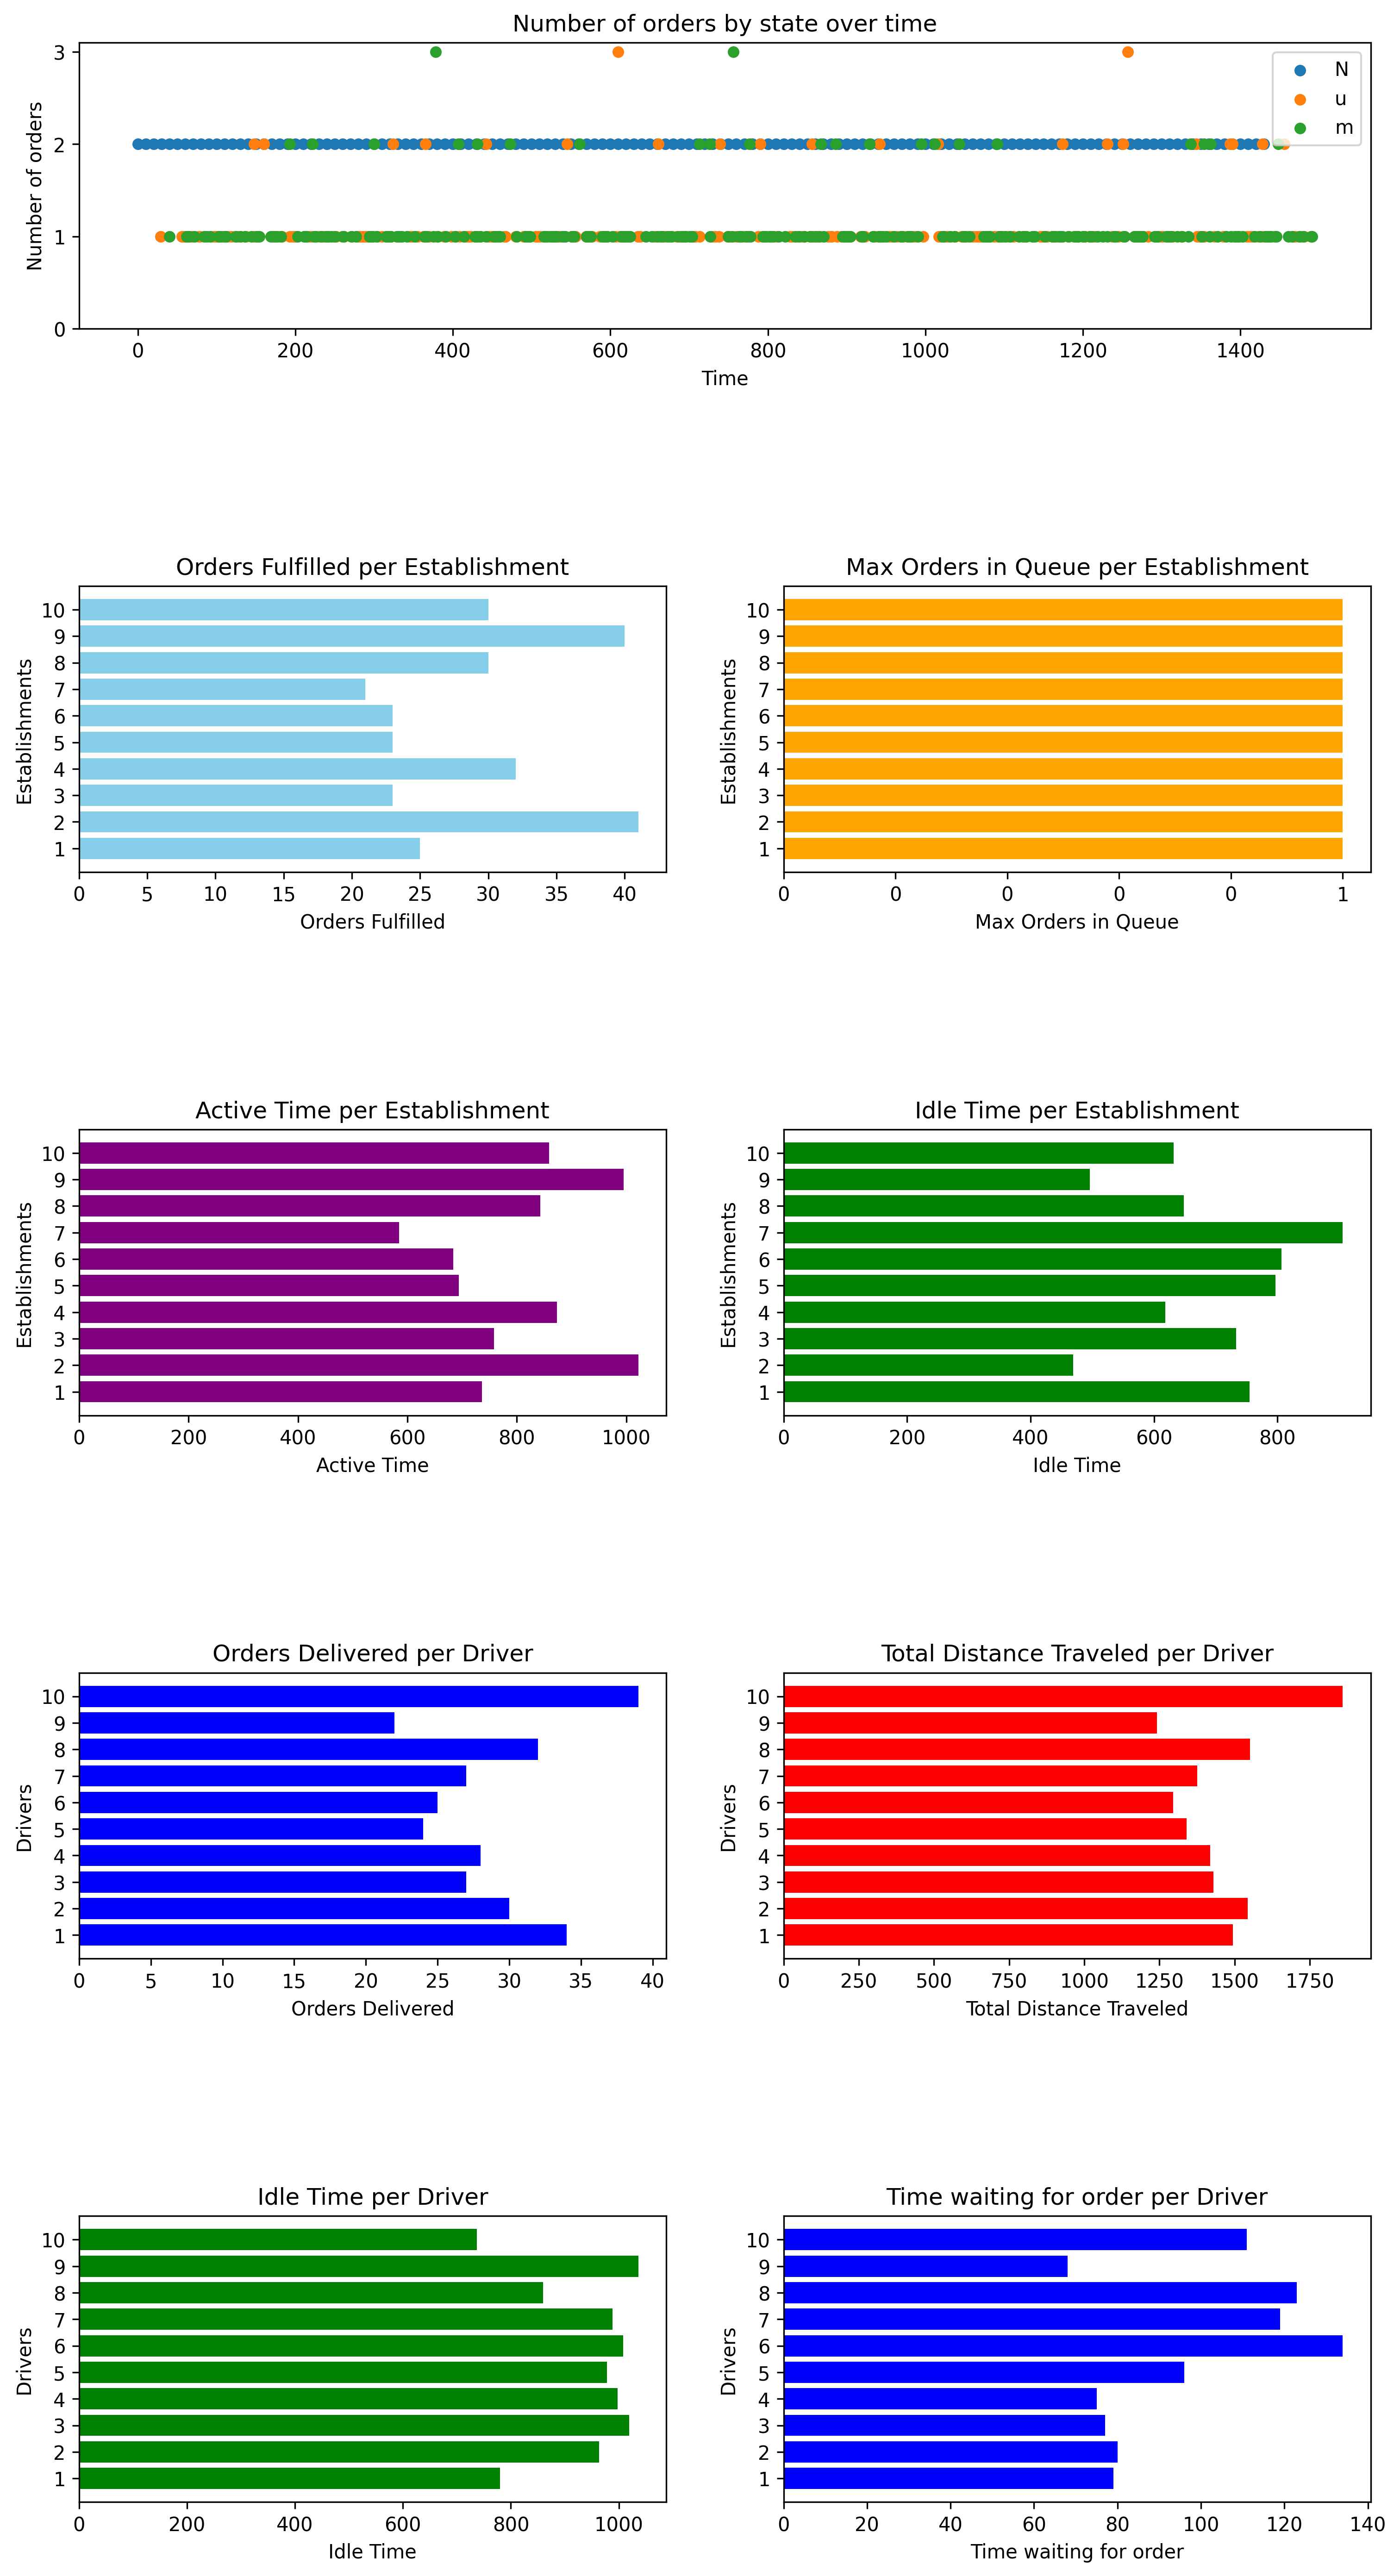 Number of orders by state over time
Number of orders
3
2
1
0
N
u
m
0 200 400 600 800 1000 1200 1400
Time
Orders Fulfilled per Establishment
Establishments
10
9
8
7
6
5
4
3
2
1
0 5 10 15 20 25 30 35 40
Orders Fulfilled
Max Orders in Queue per Establishment
Establishments
10
9
8
7
6
5
4
3
2
1
0 0 0 0 0 1
Max Orders in Queue
Active Time per Establishment
Establishments
10
9
8
7
6
5
4
3
2
1
0 200 400 600 800 1000
Active Time
Idle Time per Establishment
Establishments
10
9
8
7
6
5
4
3
2
1
0 200 400 600 800
Idle Time
Orders Delivered per Driver
Drivers
10
9
8
7
6
5
4
3
2
1
0 5 10 15 20 25 30 35 40
Orders Delivered
Total Distance Traveled per Driver
Drivers
10
9
8
7
6
5
4
3
2
1
0 250 500 750 1000 1250 1500 1750
Total Distance Traveled
Idle Time per Driver
Drivers
10
9
8
7
6
5
4
3
2
1
0 200 400 600 800 1000
Idle Time
Time waiting for order per Driver
Drivers
10
9
8
7
6
5
4
3
2
1
0 20 40 60 80 100 120 140
Time waiting for order